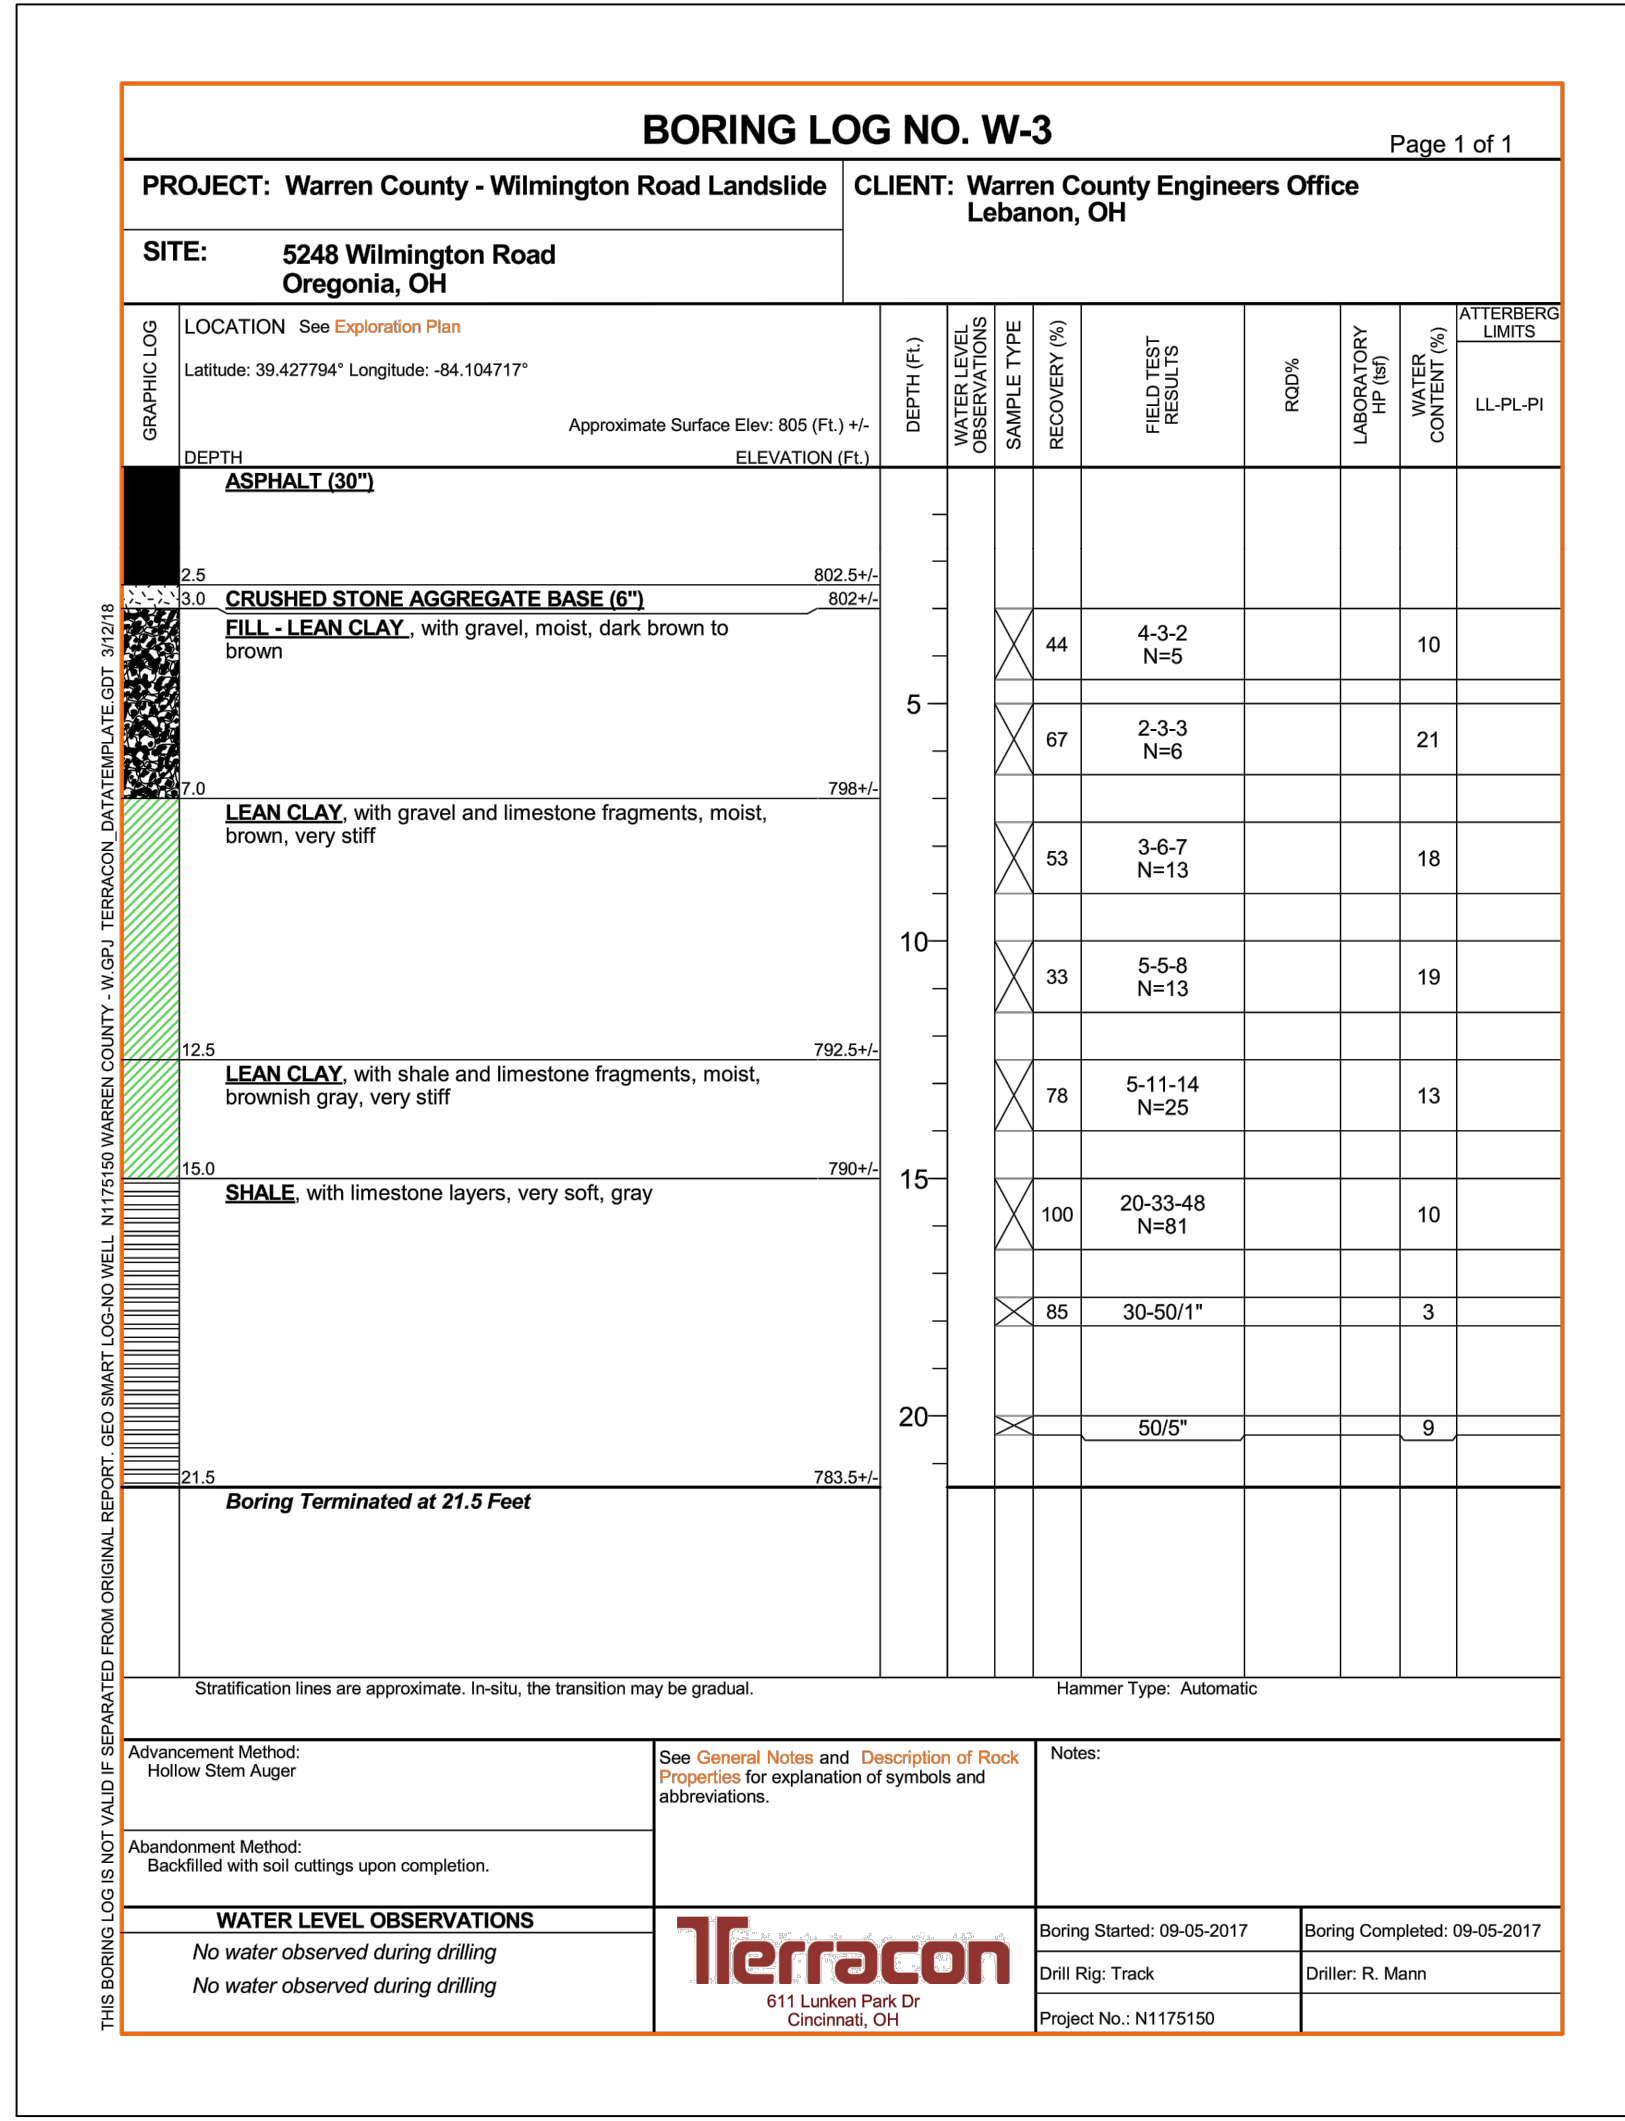 BORING LOG NO. W-3
Page 1 of 1
PROJECT: Warren County - Wilmington Road Landslide
CLIENT: Warren County Engineers Office
Lebanon, OH
SITE: 5248 Wilmington Road
Oregonia, OH
GRAPHIC LOG
LOCATION See Exploration Plan
Latitude: 39.427794° Longitude: -84.104717°
Approximate Surface Elev: 805 (Ft.) +/-
DEPTH ELEVATION (Ft.)
DEPTH (Ft.)
WATER LEVEL
OBSERVATIONS
SAMPLE TYPE
RECOVERY (%)
FIELD TEST
RESULTS
RQD%
LABORATORY
HP (tsf)
WATER
CONTENT (%)
ATTERBERG
LIMITS
LL-PL-PI
ASPHALT (30")
2.5 802.5+/-
3.0 CRUSHED STONE AGGREGATE BASE (6") 802+/-
FILL - LEAN CLAY , with gravel, moist, dark brown to
brown
44 4-3-2
N=5 10
5
67 2-3-3
N=6 21
7.0 798+/-
LEAN CLAY, with gravel and limestone fragments, moist,
brown, very stiff
53 3-6-7
N=13 18
10
33 5-5-8
N=13 19
12.5 792.5+/-
LEAN CLAY, with shale and limestone fragments, moist,
brownish gray, very stiff
78 5-11-14
N=25 13
15.0 790+/-
15
SHALE, with limestone layers, very soft, gray
100 20-33-48
N=81 10
85 30-50/1" 3
20
50/5" 9
21.5 783.5+/-
Boring Terminated at 21.5 Feet
Stratification lines are approximate. In-situ, the transition may be gradual.
Hammer Type: Automatic
Advancement Method:
Hollow Stem Auger
See General Notes and Description of Rock
Properties for explanation of symbols and
abbreviations.
Notes:
Abandonment Method:
Backfilled with soil cuttings upon completion.
WATER LEVEL OBSERVATIONS
No water observed during drilling
No water observed during drilling
Terracon
611 Lunken Park Dr
Cincinnati, OH
Boring Started: 09-05-2017
Boring Completed: 09-05-2017
Drill Rig: Track
Driller: R. Mann
Project No.: N1175150
THIS BORING LOG IS NOT VALID IF SEPARATED FROM ORIGINAL REPORT. GEO SMART LOG-NO WELL N1175150 WARREN COUNTY - W.GPJ TERRACON_DATATEMPLATE.GDT 3/12/18